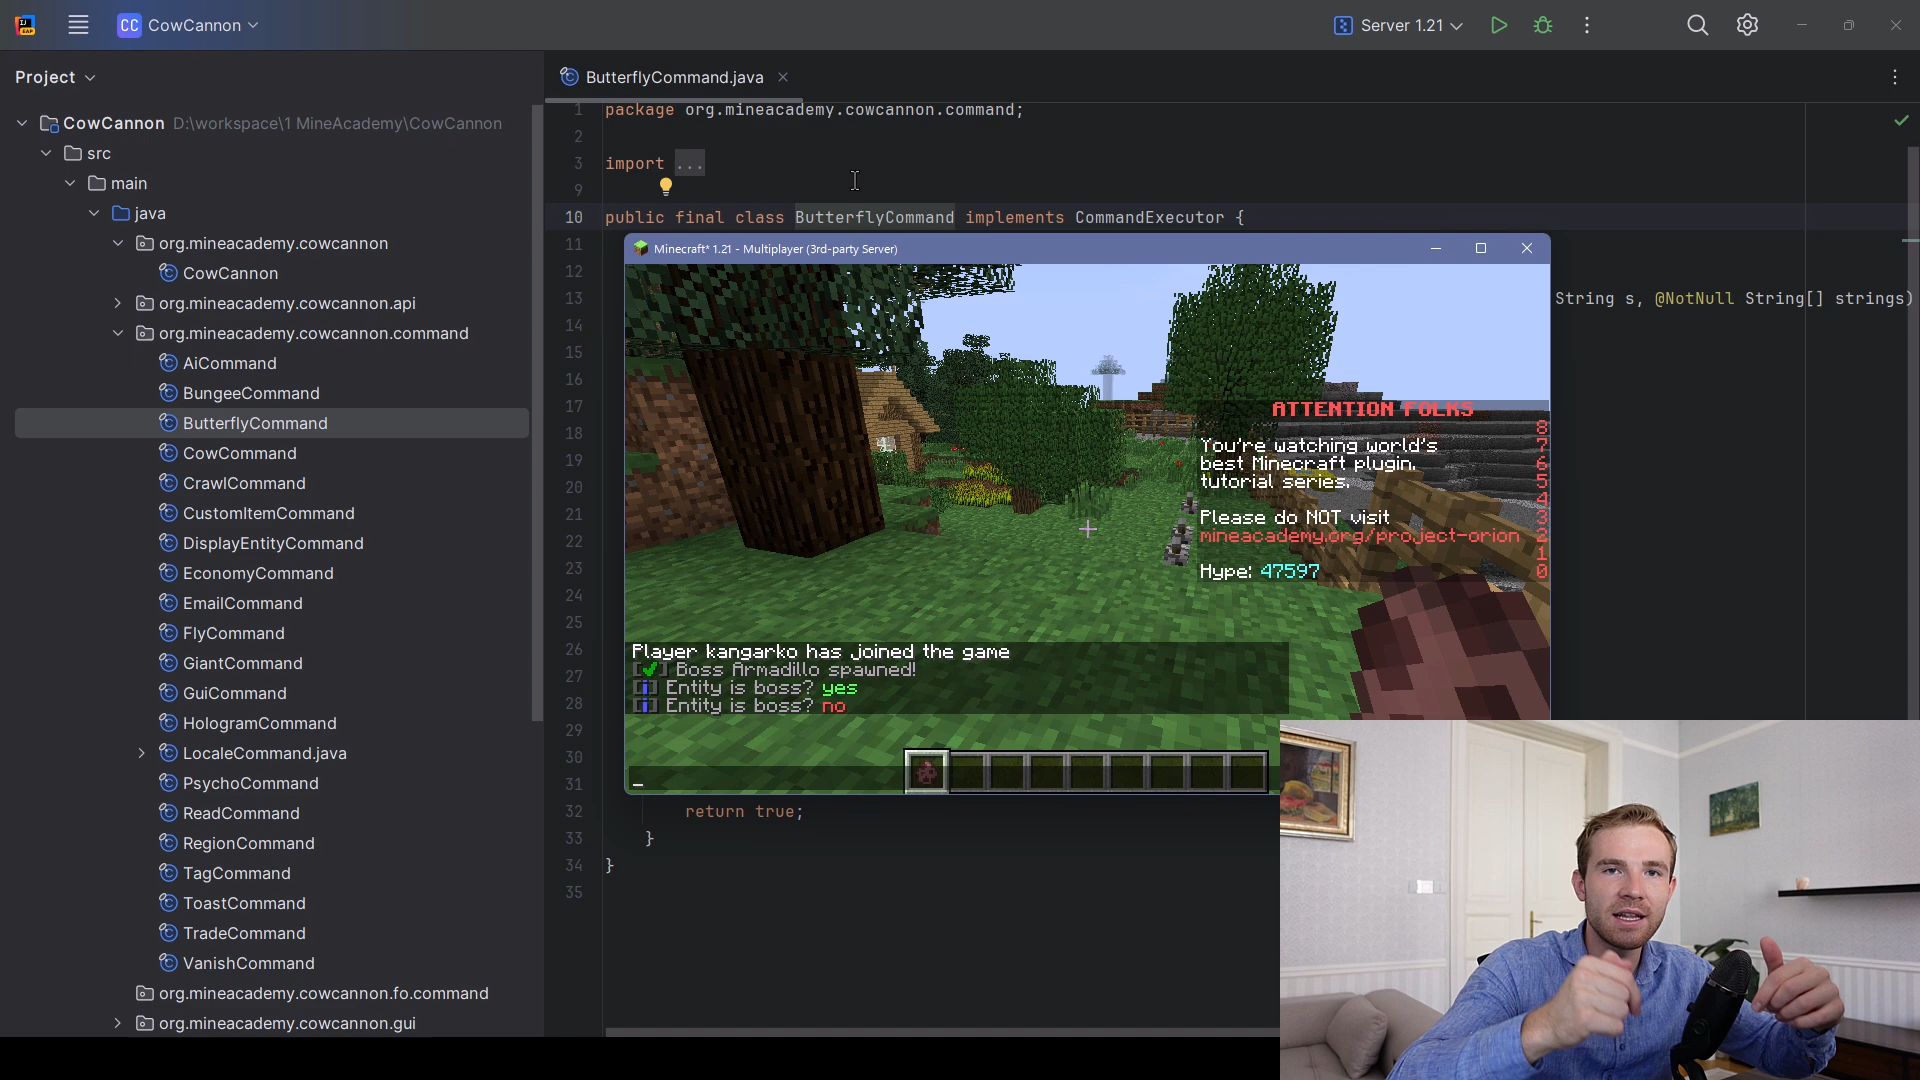 CC CowCannon
Server 1.21
Project
ButterflyCommand.java
CowCannon D:\workspace\1 MineAcademy\CowCannon
src
main
java
org.mineacademy.cowcannon
CowCannon
org.mineacademy.cowcannon.api
org.mineacademy.cowcannon.command
AiCommand
BungeeCommand
ButterflyCommand
CowCommand
CrawlCommand
CustomItemCommand
DisplayEntityCommand
EconomyCommand
EmailCommand
FlyCommand
GiantCommand
GuiCommand
HologramCommand
LocaleCommand.java
PsychoCommand
ReadCommand
RegionCommand
TagCommand
ToastCommand
TradeCommand
VanishCommand
org.mineacademy.cowcannon.fo.command
org.mineacademy.cowcannon.gui
1 package org.mineacademy.cowcannon.command;
2
3 import ...
9
10 public final class ButterflyCommand implements CommandExecutor {
11
12
13 String s, @NotNull String[] strings)
14
15
16
17
18
19
20
21
22
23
24
25
26
27
28
29
30
31
32 return true;
33 }
34 }
35
Minecraft* 1.21 - Multiplayer (3rd-party Server)
ATTENTION FOLKS
8
You're watching world's 7
best Minecraft plugin. 6
tutorial series. 5
4
Please do NOT visit 3
mineacademy.org/project-orion 2
1
Hype: 47597 0
Player kangarko has joined the game
[✔] Boss Armadillo spawned!
[i] Entity is boss? yes
[i] Entity is boss? no
_